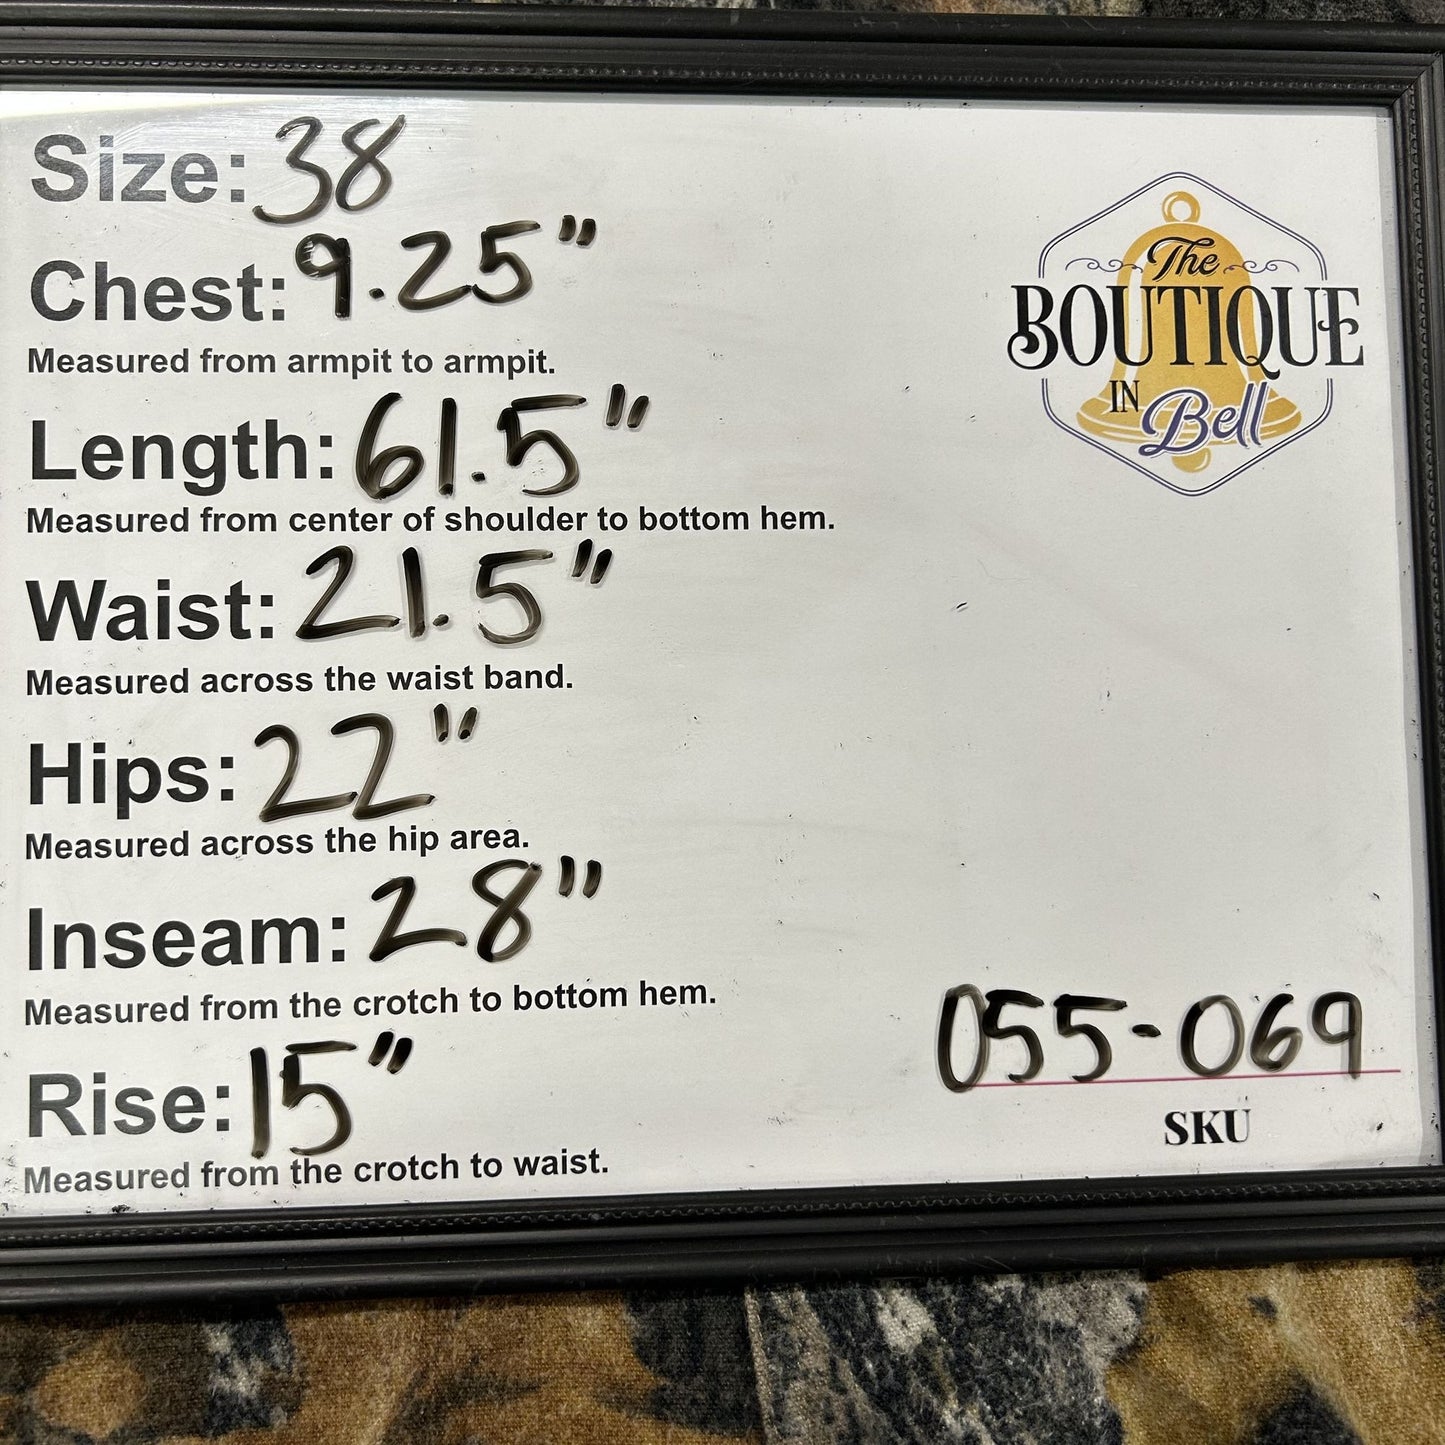 Size: 38
Chest: 9.25"
Measured from armpit to armpit.
Length: 61.5"
Measured from center of shoulder to bottom hem.
Waist: 21.5"
Measured across the waist band.
Hips: 22"
Measured across the hip area.
Inseam: 28"
Measured from the crotch to bottom hem.
Rise: 15"
Measured from the crotch to waist.
The
BOUTIQUE
IN Bell
055-069
SKU